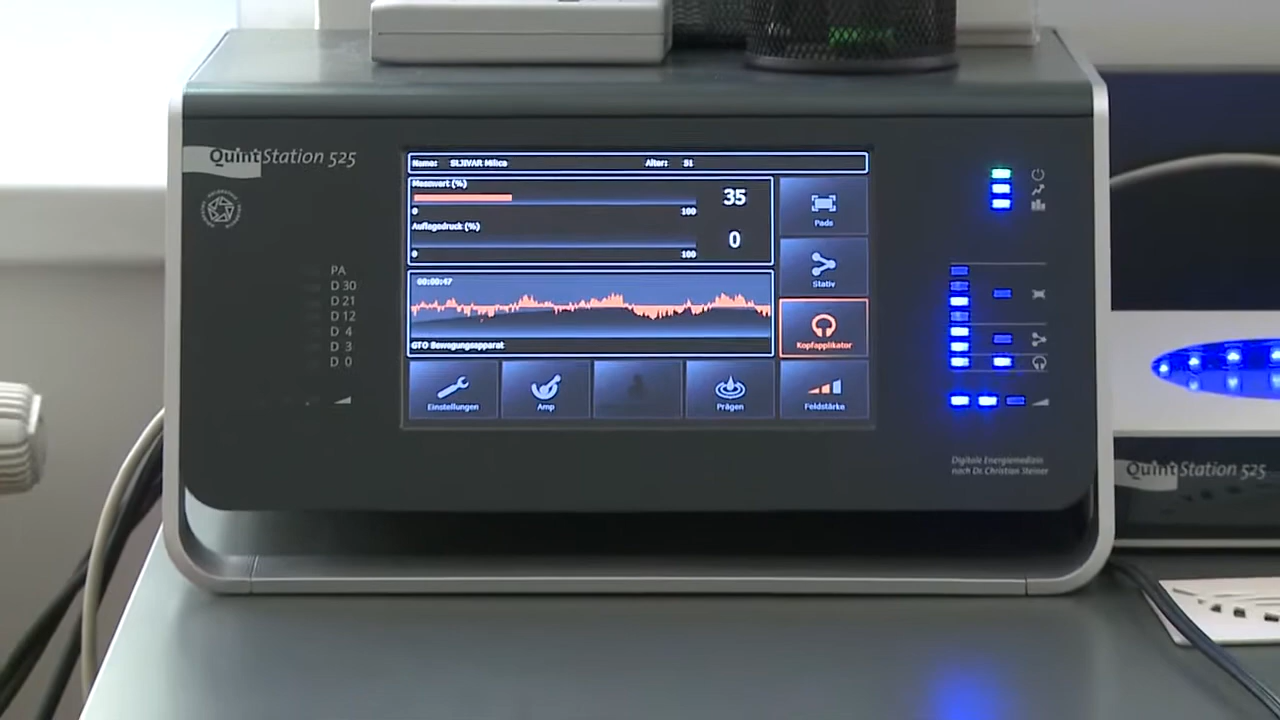 QuintStation 525
Name: SLJIVAR Milica
Alter: 51
Messwert (%)
35
0 100
Auflagedruck (%)
0
0 100
00:00:47
GTO Bewegungsapparat
Pads
Stativ
Kopfapplikator
Einstellungen
Amp
Prägen
Feldstärke
PA
D 30
D 21
D 12
D 4
D 3
D 0
Digitale Energiemedizin
nach Dr. Christian Steiner
QuintStation 525